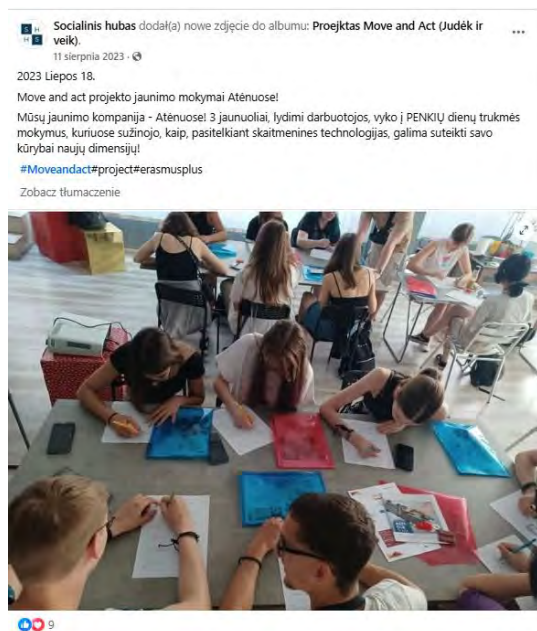 Socialinis hubas dodał(a) nowe zdjęcie do albumu: Proejktas Move and Act (Judėk ir
veik).
11 sierpnia 2023
2023 Liepos 18.
Move and act projekto jaunimo mokymai Atėnuose!
Mūsų jaunimo kompanija - Atėnuose! 3 jaunuoliai, lydimi darbuotojos, vyko į PENKIŲ dienų trukmės
mokymus, kuriuose sužinojo, kaip, pasitelkiant skaitmenines technologijas, galima suteikti savo
kūrybai naujų dimensijų!
#Moveandact#project#erasmusplus
Zobacz tłumaczenie
9